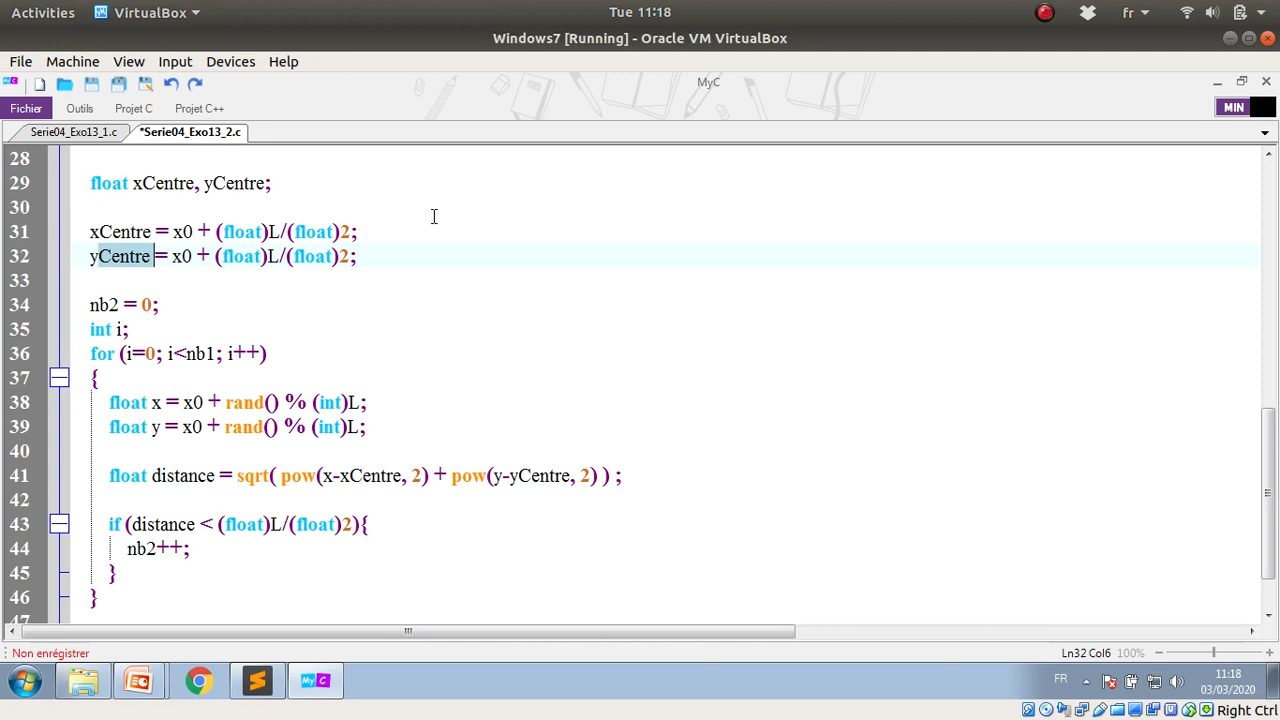 Activities VirtualBox Tue 11:18 fr
Windows7 [Running] - Oracle VM VirtualBox
File Machine View Input Devices Help
MyC
Fichier Outils Projet C Projet C++ MIN
Serie04_Exo13_1.c *Serie04_Exo13_2.c
28
29 float xCentre, yCentre;
30
31 xCentre = x0 + (float)L/(float)2;
32 yCentre = x0 + (float)L/(float)2;
33
34 nb2 = 0;
35 int i;
36 for (i=0; i<nb1; i++)
37 {
38 float x = x0 + rand() % (int)L;
39 float y = x0 + rand() % (int)L;
40
41 float distance = sqrt( pow(x-xCentre, 2) + pow(y-yCentre, 2) ) ;
42
43 if (distance < (float)L/(float)2){
44 nb2++;
45 }
46 }
47
Non enregistrer Ln32 Col6 100%
MyC FR 11:18
03/03/2020
Right Ctrl